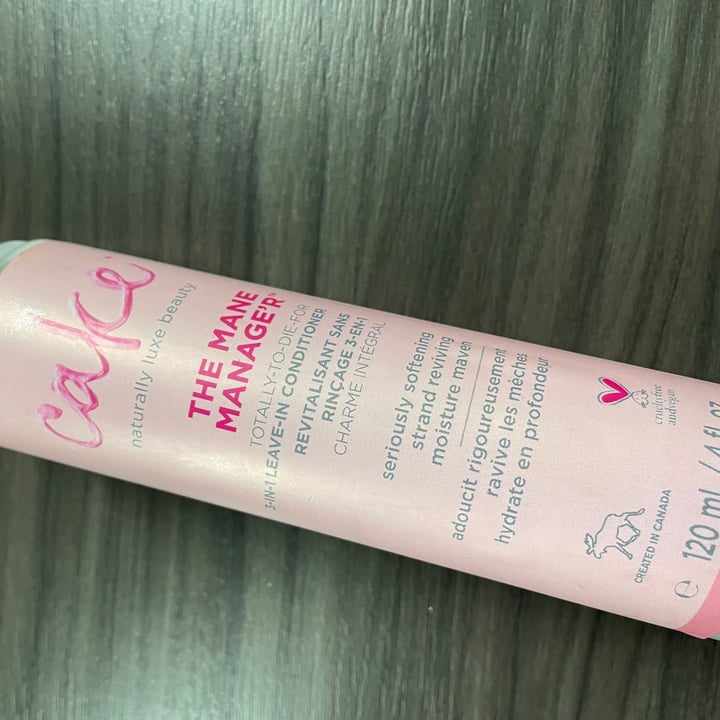 cake
naturally luxe beauty
THE MANE
MANAGE'R
TOTALLY-TO-DIE-FOR
3-IN-1 LEAVE-IN CONDITIONER
REVITALISANT SANS
RINÇAGE 3-EN-1
CHARME INTÉGRAL
seriously softening
strand reviving
moisture maven
adoucit rigoureusement
ravive les mèches
hydrate en profondeur
crueltyfree
and vegan
CREATED IN CANADA
e 120 ml / 4 fl oz